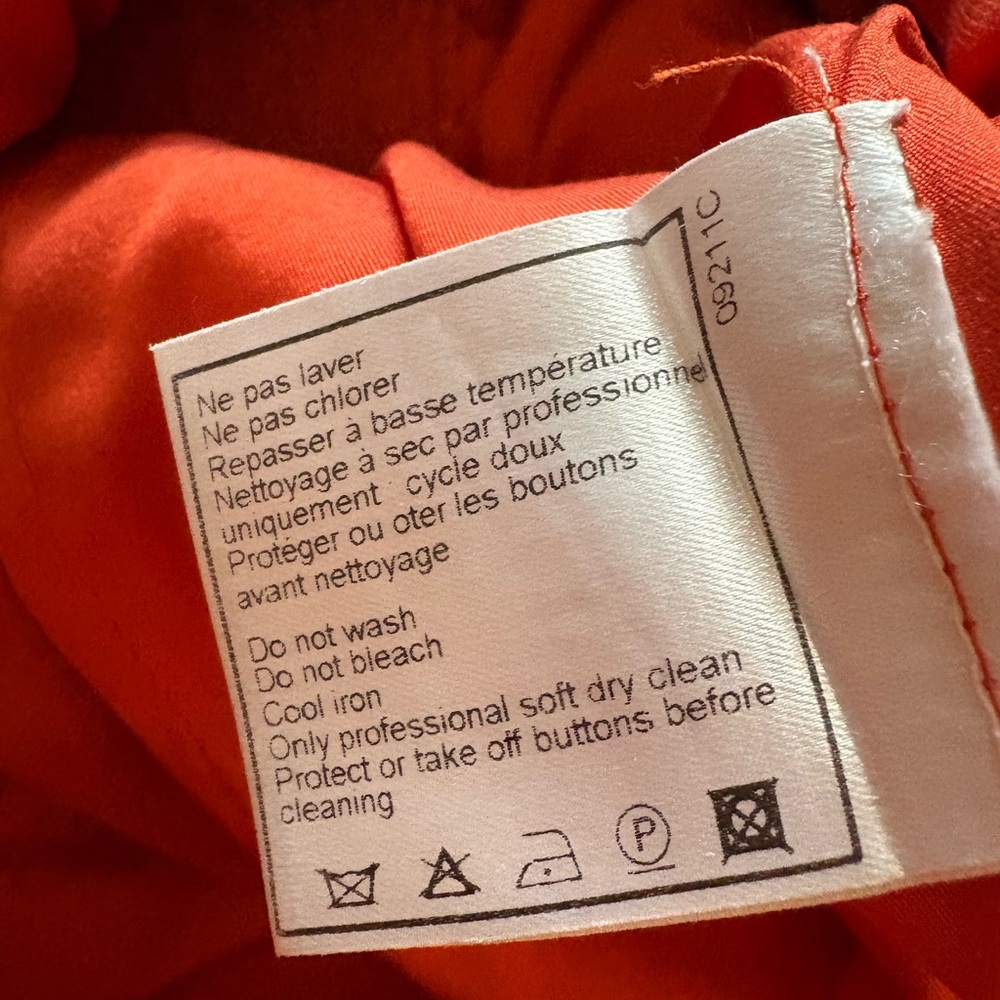 09211C
Ne pas laver
Ne pas chlorer
Repasser à basse température
Nettoyage à sec par professionnel
uniquement cycle doux
Protéger ou oter les boutons
avant nettoyage
Do not wash
Do not bleach
Cool iron
Only professional soft dry clean
Protect or take off buttons before
cleaning
P